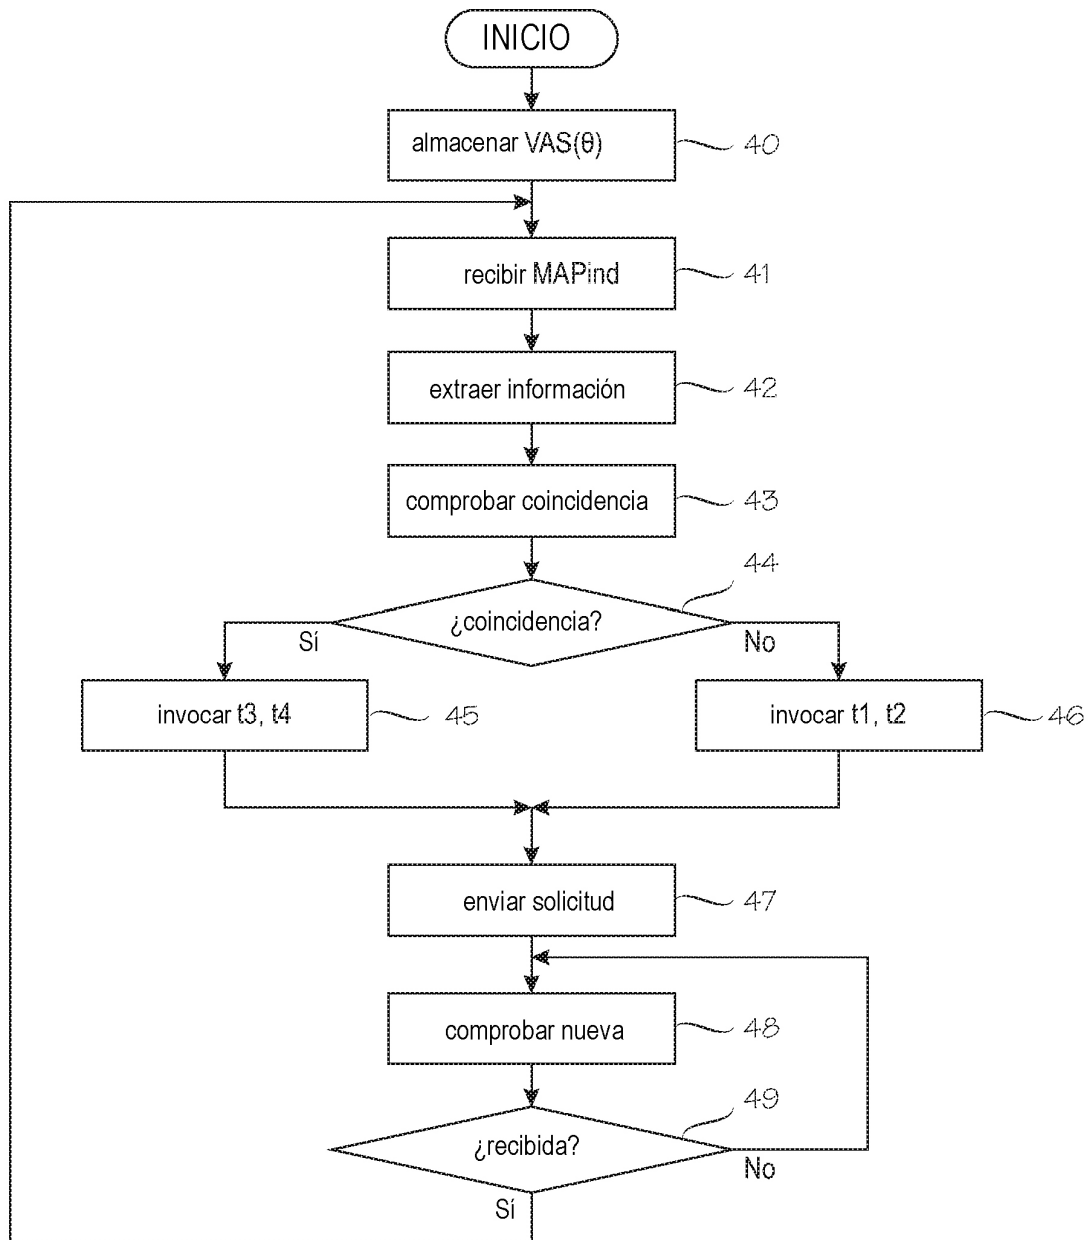 INICIO
almacenar VAS(θ)
40
recibir MAPind
41
extraer información
42
comprobar coincidencia
43
44
¿coincidencia?
Sí
No
invocar t3, t4
45
invocar t1, t2
46
enviar solicitud
47
comprobar nueva
48
49
¿recibida?
No
Sí